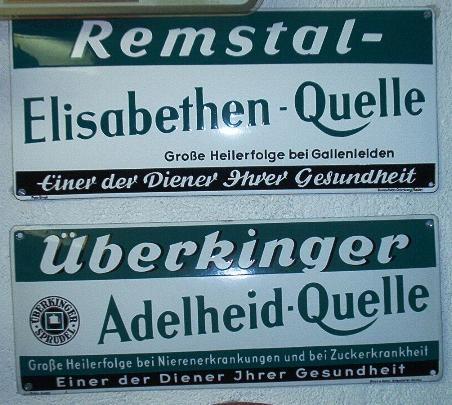 Remstal-
Elisabethen-Quelle
Große Heilerfolge bei Gallenleiden
Einer der Diener Ihrer Gesundheit
Überkinger
ÜBERKINGER
SPRUDEL
Adelheid-Quelle
Große Heilerfolge bei Nierenerkrankungen und bei Zuckerkrankheit
Einer der Diener Jhrer Gesundheit